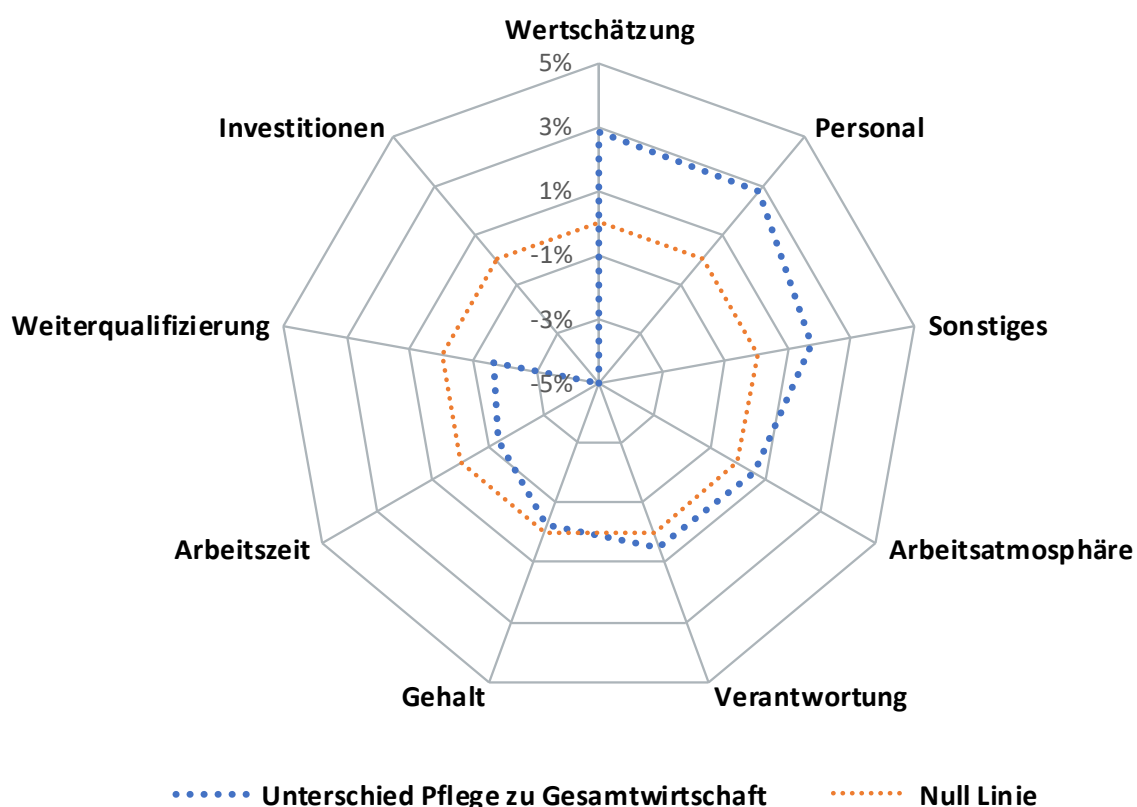 Wertschätzung
5%
Investitionen
3%
Personal
1%
-1%
Weiterqualifizierung
-3%
Sonstiges
-5%
Arbeitszeit
Arbeitsatmosphäre
Gehalt
Verantwortung
Unterschied Pflege zu Gesamtwirtschaft
Null Linie